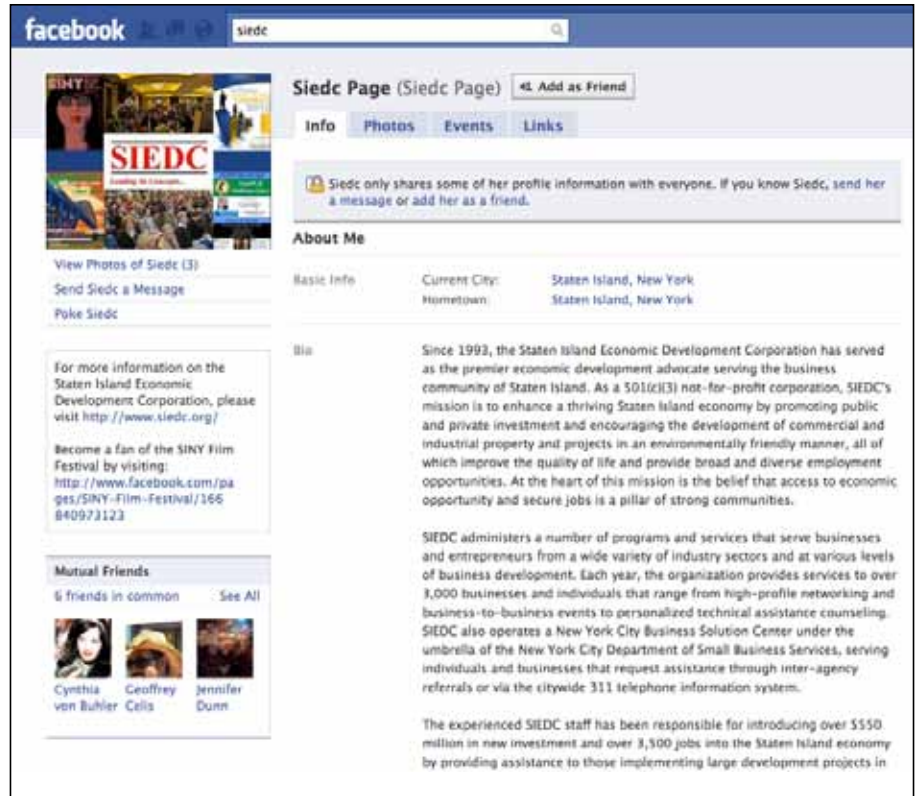 facebook
siedc
SINY
SIEDC
Leading by Concepts...
Siedc Page (Siedc Page) Add as Friend
Info Photos Events Links
Siedc only shares some of her profile information with everyone. If you know Siedc, send her
a message or add her as a friend.
About Me
View Photos of Siedc (3)
Send Siedc a Message
Poke Siedc
Basic Info
Current City: Staten Island, New York
Hometown: Staten Island, New York
For more information on the
Staten Island Economic
Development Corporation, please
visit http://www.siedc.org/
Become a fan of the SINY Film
Festival by visiting:
http://www.facebook.com/pa
ges/SINY-Film-Festival/166
840973123
Mutual Friends
6 friends in common See All
Cynthia
von Buhler
Geoffrey
Celis
Jennifer
Dunn
Bio
Since 1993, the Staten Island Economic Development Corporation has served
as the premier economic development advocate serving the business
community of Staten Island. As a 501(c)(3) not-for-profit corporation, SIEDC's
mission is to enhance a thriving Staten Island economy by promoting public
and private investment and encouraging the development of commercial and
industrial property and projects in an environmentally friendly manner, all of
which improve the quality of life and provide broad and diverse employment
opportunities. At the heart of this mission is the belief that access to economic
opportunity and secure jobs is a pillar of strong communities.
SIEDC administers a number of programs and services that serve businesses
and entrepreneurs from a wide variety of industry sectors and at various levels
of business development. Each year, the organization provides services to over
3,000 businesses and individuals that range from high-profile networking and
business-to-business events to personalized technical assistance counseling.
SIEDC also operates a New York City Business Solution Center under the
umbrella of the New York City Department of Small Business Services, serving
individuals and businesses that request assistance through inter-agency
referrals or via the citywide 311 telephone information system.
The experienced SIEDC staff has been responsible for introducing over $550
million in new investment and over 3,500 jobs into the Staten Island economy
by providing assistance to those implementing large development projects in